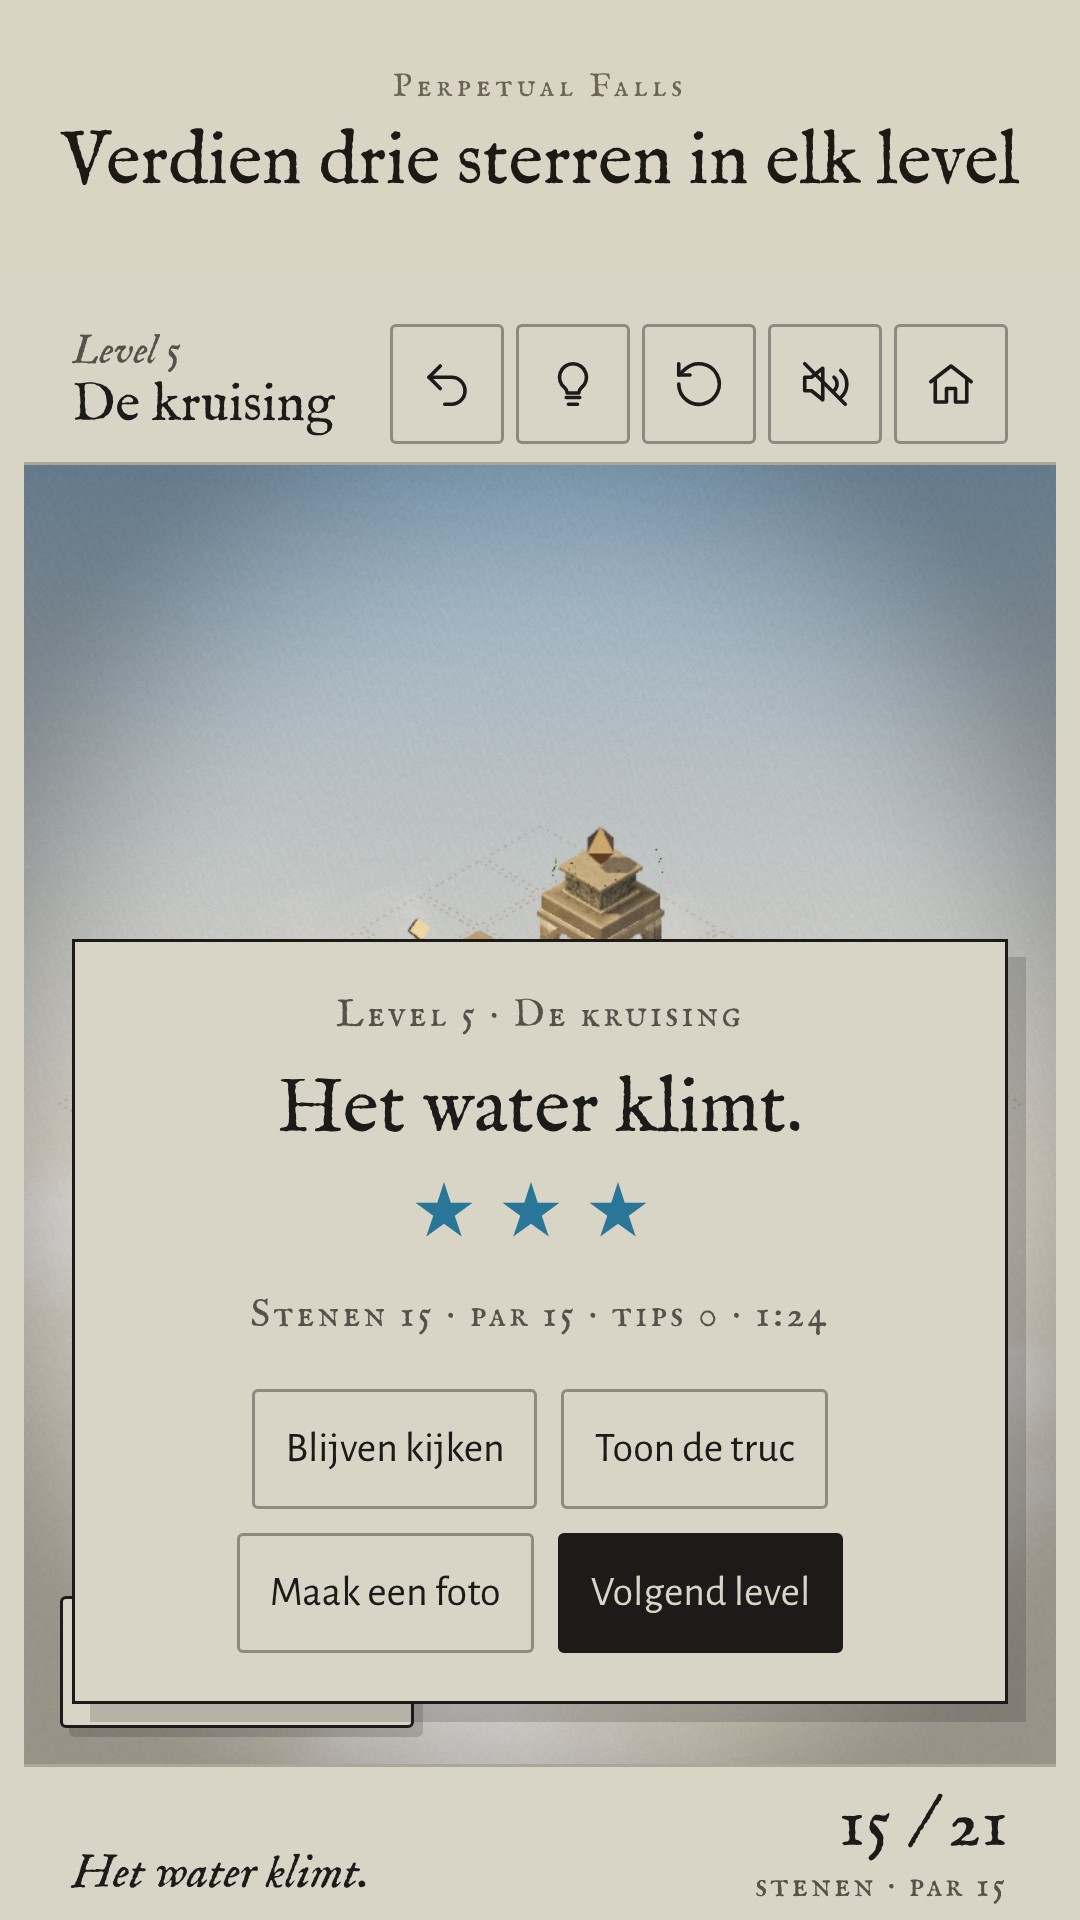 Perpetual Falls
Verdien drie sterren in elk level
Level 5
De kruising
Level 5 · De kruising
Het water klimt.
Stenen 15 · par 15 · tips 0 · 1:24
Blijven kijken
Toon de truc
Maak een foto
Volgend level
15 / 21
Het water klimt.
stenen · par 15